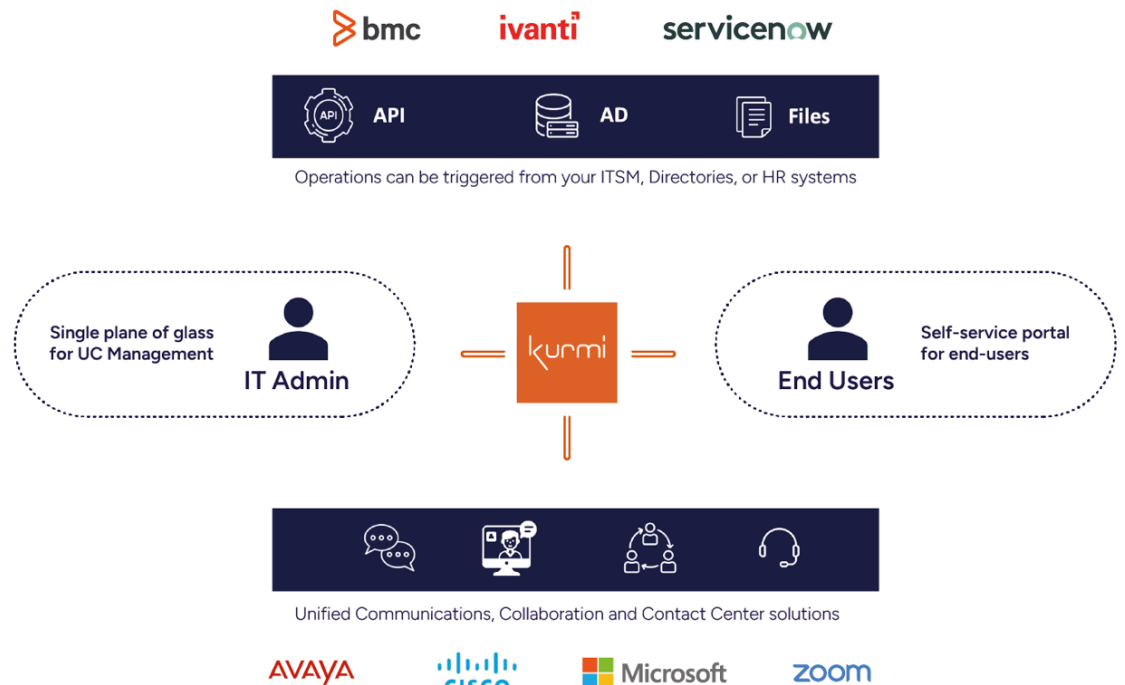 bmc ivanti servicenow
API API AD Files
Operations can be triggered from your ITSM, Directories, or HR systems
Single plane of glass
for UC Management
IT Admin
kurmi
End Users
Self-service portal
for end-users
Unified Communications, Collaboration and Contact Center solutions
AVAYA CISCO Microsoft zoom